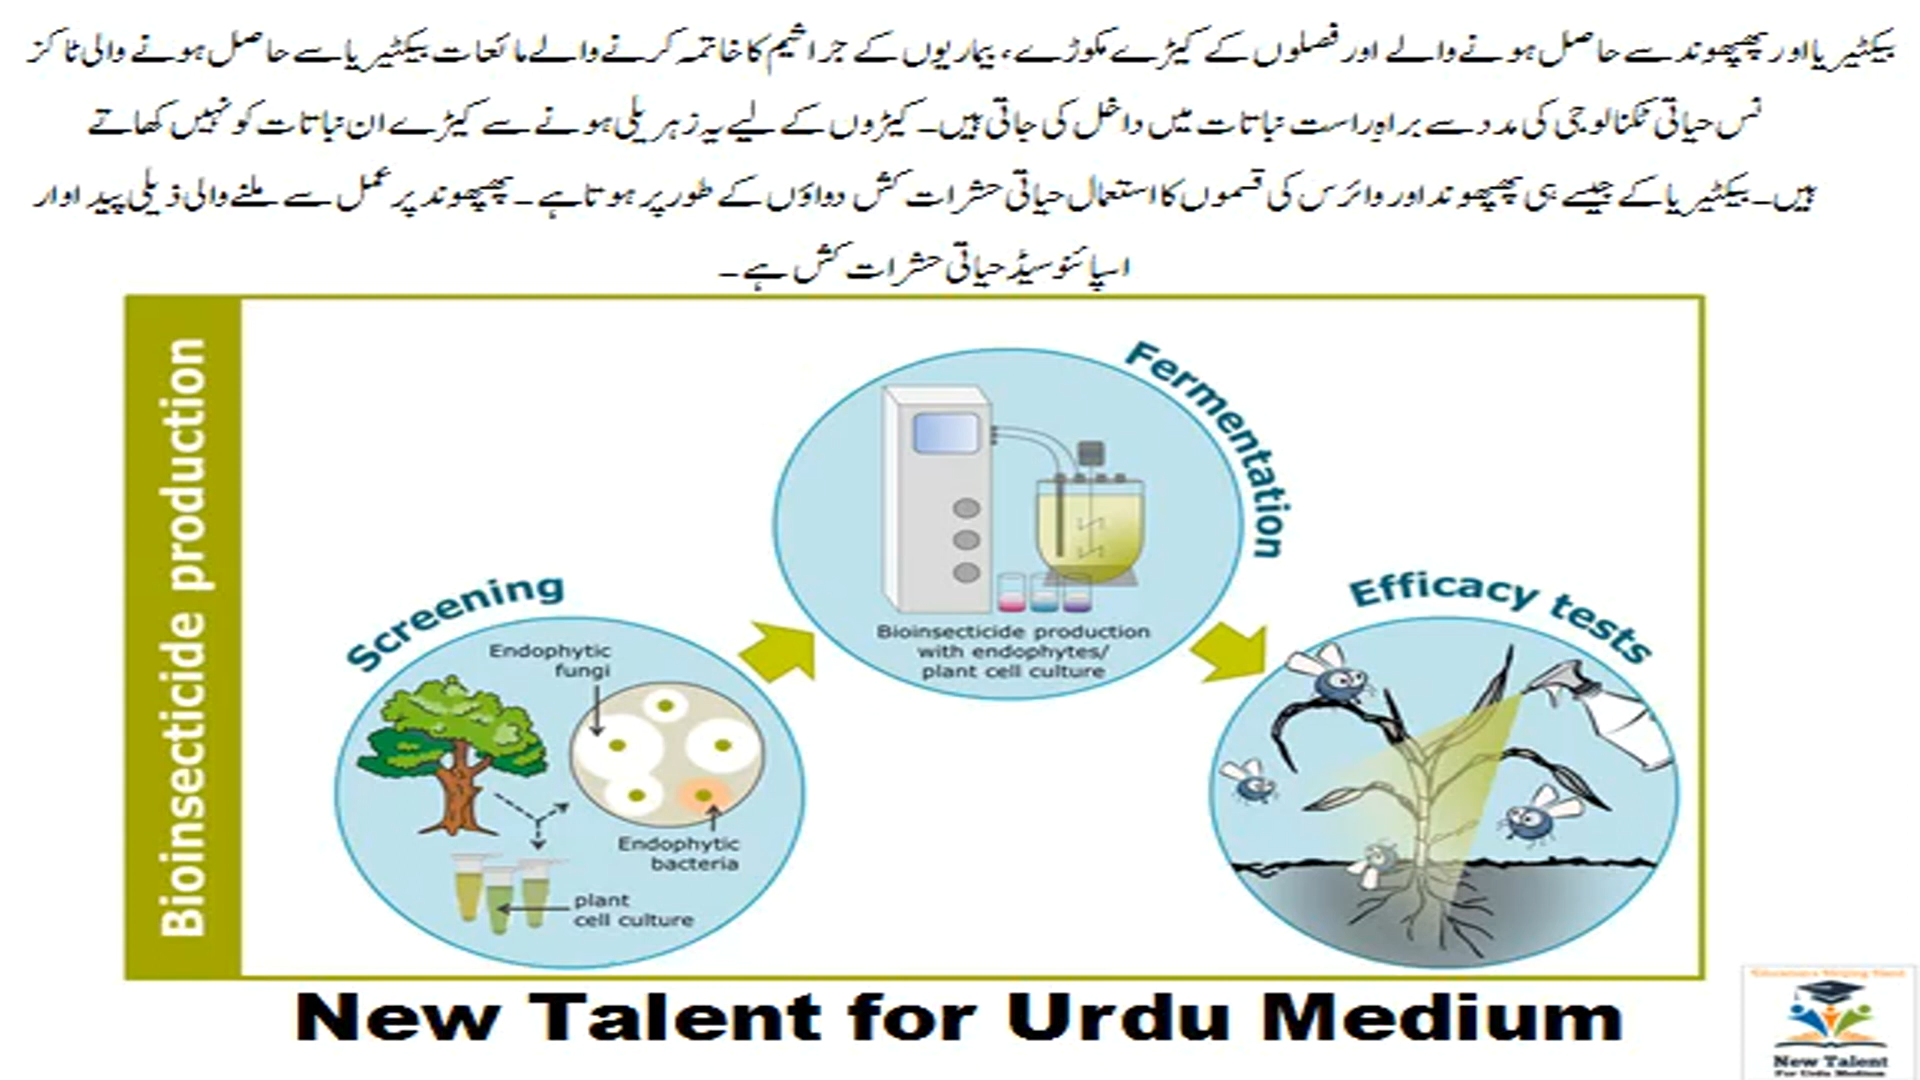 بیکٹیریا اور پھپھوند سے حاصل ہونے والے اور فصلوں کے کیڑے مکوڑے، بیماریوں کے جراثیم کا خاتمہ کرنے والے مائعات بیکٹیریا سے حاصل ہونے والی ٹاکز
نس حیاتی ٹکنالوجی کی مدد سے براہِ راست نباتات میں داخل کی جاتی ہیں۔ کیڑوں کے لیے یہ زہریلی ہونے سے کیڑے ان نباتات کو نہیں کھاتے
ہیں۔ بیکٹیریا کے جیسے ہی پھپھوند اور وائرس کی قسموں کا استعمال حیاتی حشرات کش دواؤں کے طور پر ہوتا ہے۔ پھپھوند پر عمل سے ملنے والی ذیلی پیداوار
اسپائنوسیڈ حیاتی حشرات کش ہے۔
Bioinsecticide production
Screening
Endophytic
fungi
Endophytic
bacteria
plant
cell culture
Fermentation
Bioinsecticide production
with endophytes/
plant cell culture
Efficacy tests
New Talent for Urdu Medium
New Talent
For Urdu Medium